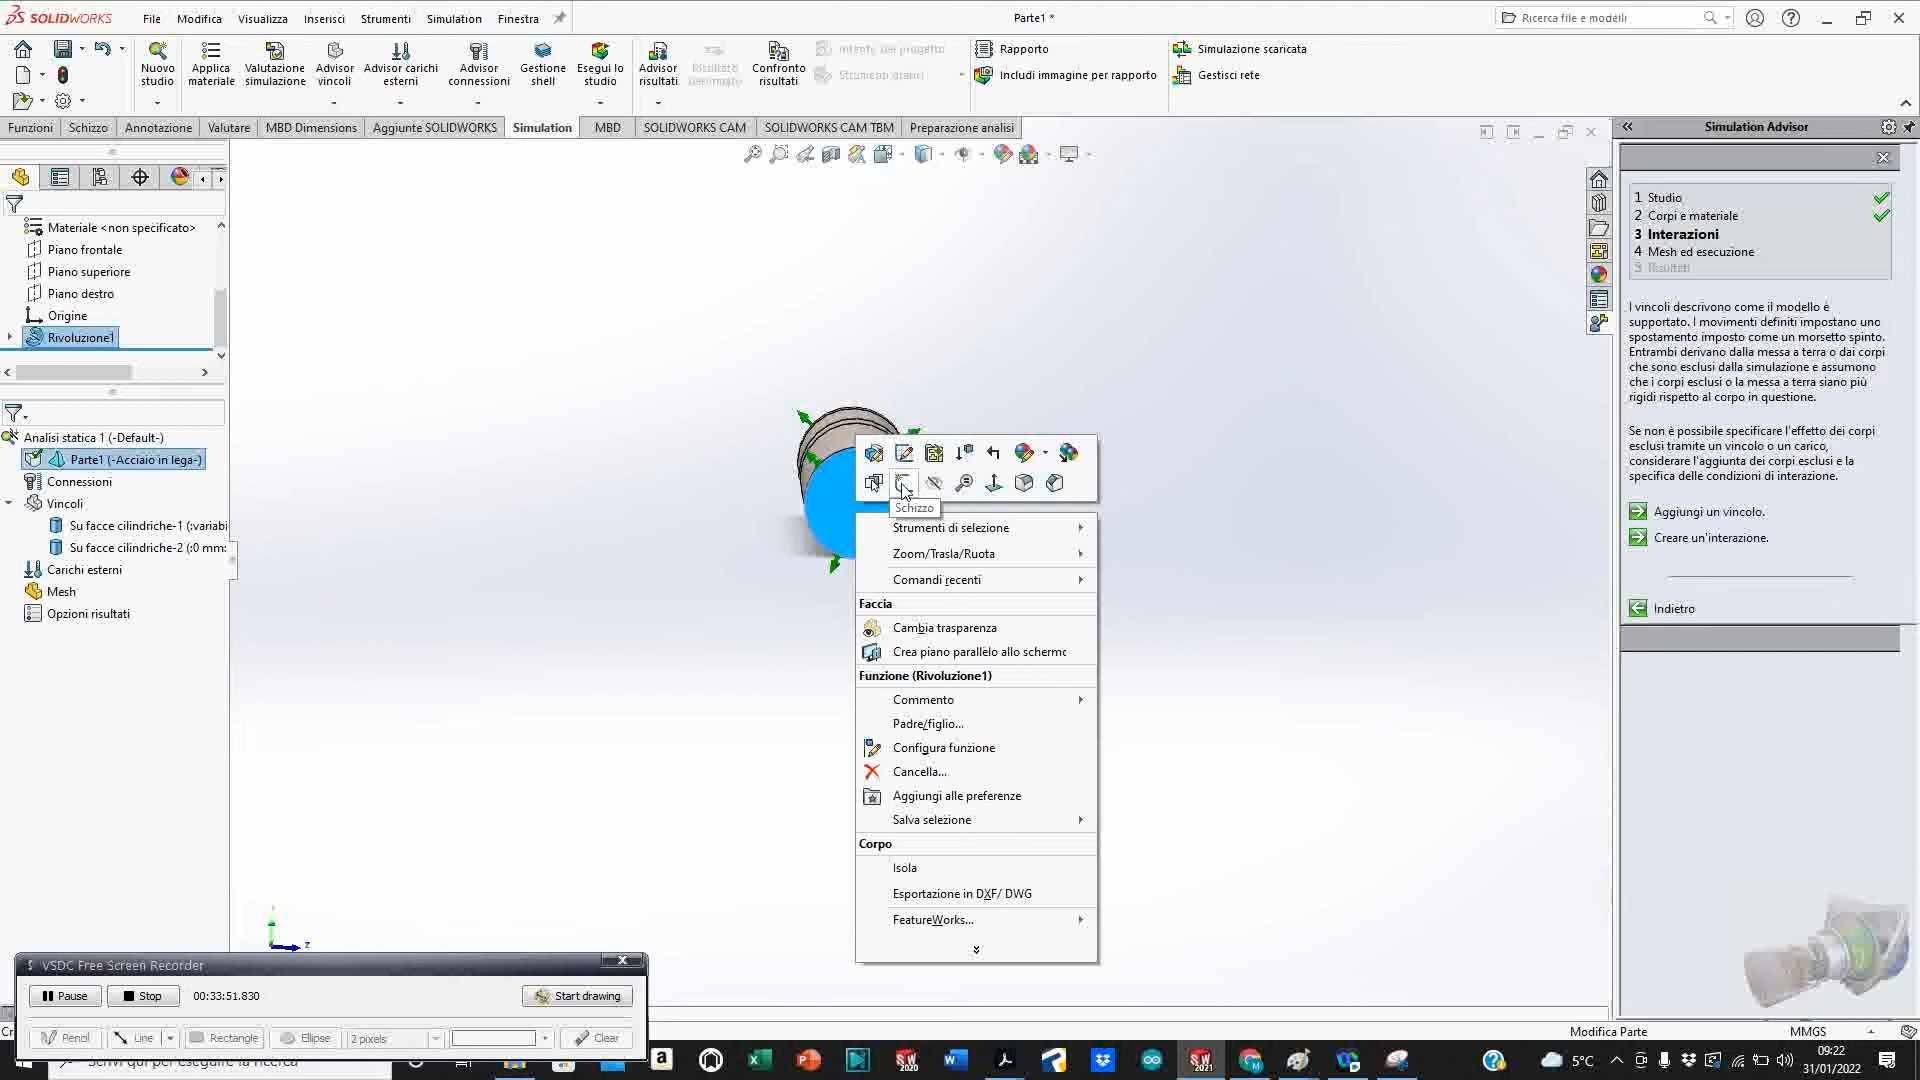 SOLIDWORKS
File
Modifica
Visualizza
Inserisci
Strumenti
Simulation
Finestra
Parte1 *
Ricerca file e modelli
Nuovo studio
Applica materiale
Valutazione simulazione
Advisor vincoli
Advisor carichi esterni
Advisor connessioni
Gestione shell
Esegui lo studio
Advisor risultati
Confronto risultati
Rapporto
Includi immagine per rapporto
Simulazione scaricata
Gestisci rete
Funzioni
Schizzo
Annotazione
Valutare
MBD Dimensions
Aggiunte SOLIDWORKS
Simulation
MBD
SOLIDWORKS CAM
SOLIDWORKS CAM TBM
Preparazione analisi
Materiale <non specificato>
Piano frontale
Piano superiore
Piano destro
Origine
Rivoluzione1
Analisi statica 1 (-Default-)
Parte1 (-Acciaio in lega-)
Connessioni
Vincoli
Su facce cilindriche-1 (:variabi
Su facce cilindriche-2 (:0 mm:
Carichi esterni
Mesh
Opzioni risultati
z
Schizzo
Strumenti di selezione
Zoom/Trasla/Ruota
Comandi recenti
Faccia
Cambia trasparenza
Crea piano parallelo allo schermo
Funzione (Rivoluzione1)
Commento
Padre/figlio...
Configura funzione
Cancella...
Aggiungi alle preferenze
Salva selezione
Corpo
Isola
Esportazione in DXF/ DWG
FeatureWorks...
Simulation Advisor
1 Studio
2 Corpi e materiale
3 Interazioni
4 Mesh ed esecuzione
5 Risultati
I vincoli descrivono come il modello è
supportato. I movimenti definiti impostano uno
spostamento imposto come un morsetto spinto.
Entrambi derivano dalla messa a terra o dai corpi
che sono esclusi dalla simulazione e assumono
che i corpi esclusi o la messa a terra siano più
rigidi rispetto al corpo in questione.
Se non è possibile specificare l'effetto dei corpi
esclusi tramite un vincolo o un carico,
considerare l'aggiunta dei corpi esclusi e la
specifica delle condizioni di interazione.
Aggiungi un vincolo.
Creare un'interazione.
Indietro
VSDC Free Screen Recorder
Pause
Stop
00:33:51.830
Start drawing
Pencil
Line
Rectangle
Ellipse
2 pixels
Clear
Modifica Parte
MMGS
5°C
09:22
31/01/2022